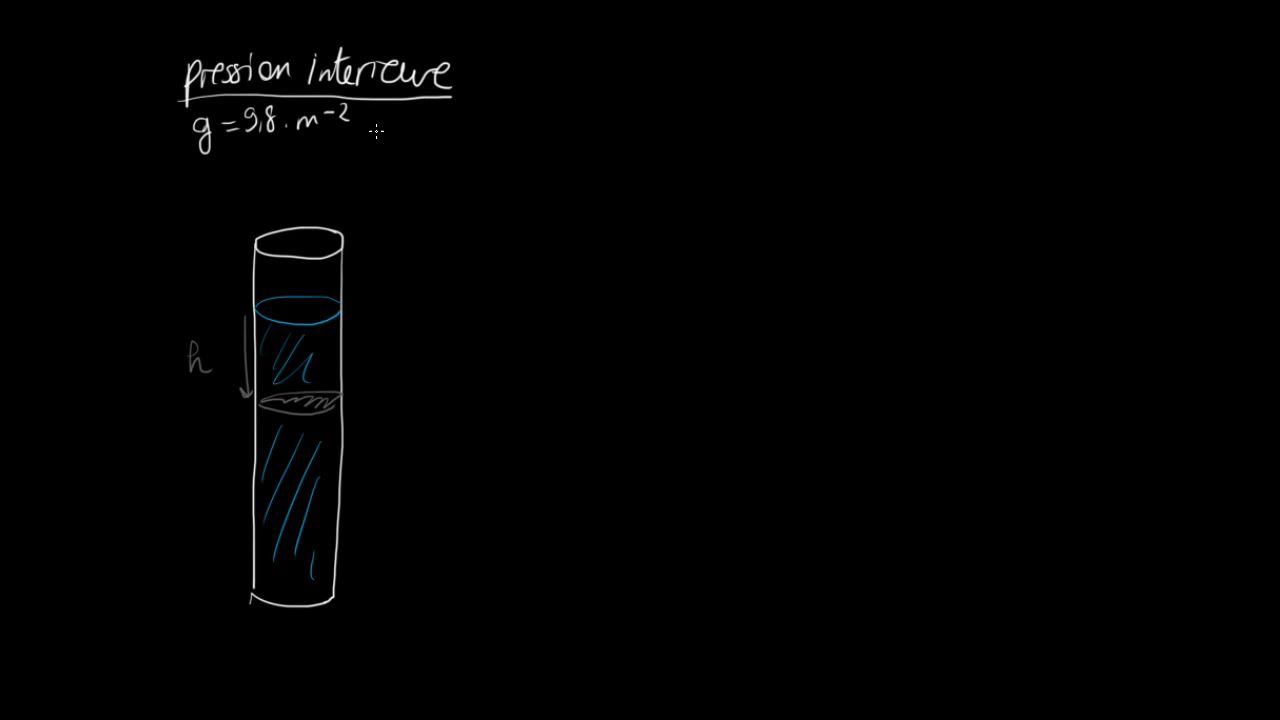 pression interieure
g = 9,8 . m⁻²
h